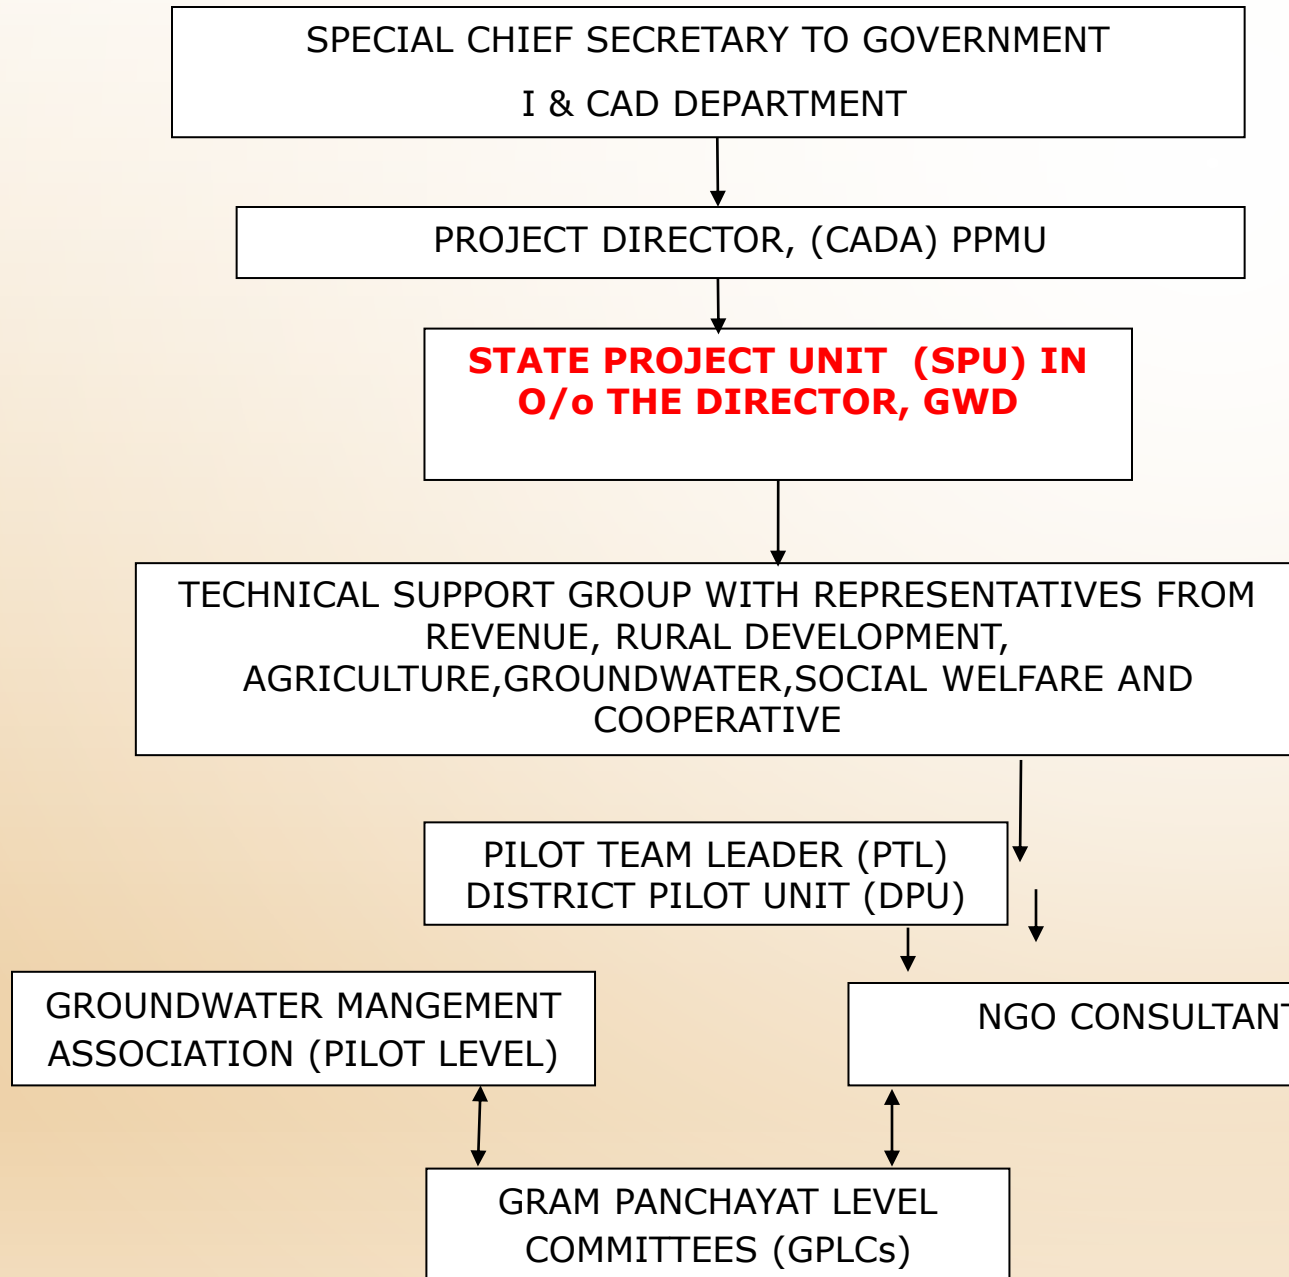 SPECIAL CHIEF SECRETARY TO GOVERNMENT
I & CAD DEPARTMENT
PROJECT DIRECTOR, (CADA) PPMU
STATE PROJECT UNIT (SPU) IN
O/o THE DIRECTOR, GWD
TECHNICAL SUPPORT GROUP WITH REPRESENTATIVES FROM
REVENUE, RURAL DEVELOPMENT,
AGRICULTURE,GROUNDWATER,SOCIAL WELFARE AND
COOPERATIVE
PILOT TEAM LEADER (PTL)
DISTRICT PILOT UNIT (DPU)
GROUNDWATER MANGEMENT
ASSOCIATION (PILOT LEVEL)
NGO CONSULTANT
GRAM PANCHAYAT LEVEL
COMMITTEES (GPLCs)